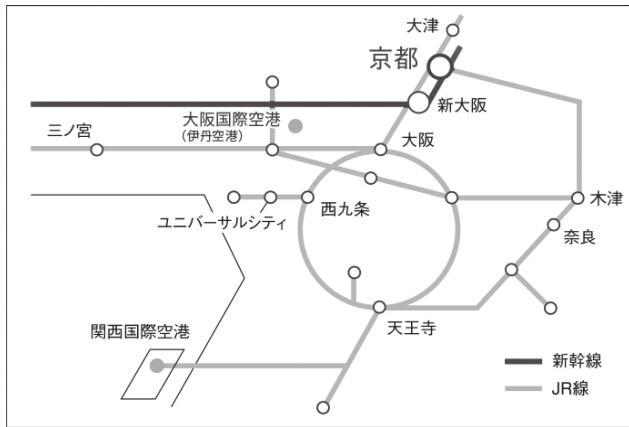 大津
京都
新大阪
大阪国際空港
(伊丹空港)
三ノ宮
大阪
ユニバーサルシティ
西九条
木津
奈良
天王寺
関西国際空港
新幹線
JR線